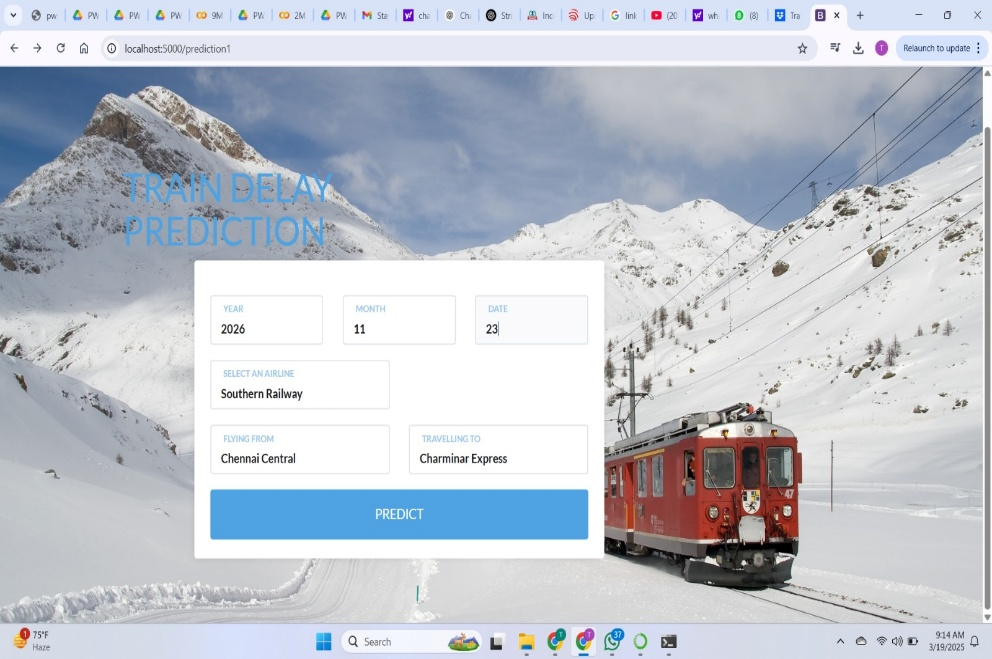 pw
PW
PW
PW
9M
PW
2M
PW
Sta
cha
Cha
Stri
Inc
Up
link
(20
wh
(8)
Tra
localhost:5000/prediction1
T
Relaunch to update
TRAIN DELAY
PREDICTION
YEAR
2026
MONTH
11
DATE
23
SELECT AN AIRLINE
Southern Railway
FLYING FROM
Chennai Central
TRAVELLING TO
Charminar Express
PREDICT
47
1
75°F
Haze
Search
37
9:14 AM
3/19/2025